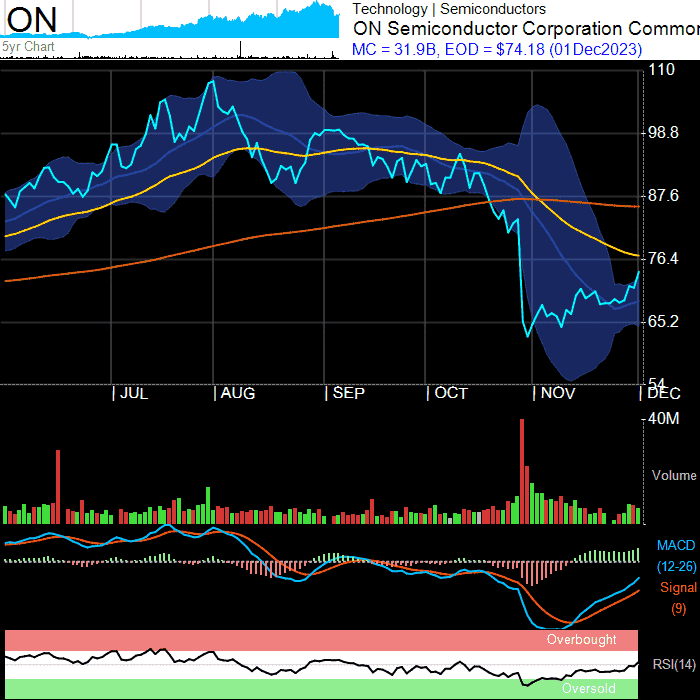 ON
5yr Chart
Technology | Semiconductors
ON Semiconductor Corporation Common
MC = 31.9B, EOD = $74.18 (01Dec2023)
110
98.8
87.6
76.4
65.2
54
JUL
AUG
SEP
OCT
NOV
DEC
40M
Volume
MACD
(12-26)
Signal
(9)
Overbought
RSI(14)
Oversold